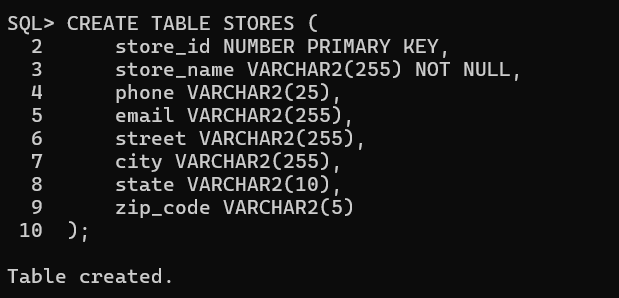 SQL> CREATE TABLE STORES (
  2      store_id NUMBER PRIMARY KEY,
  3      store_name VARCHAR2(255) NOT NULL,
  4      phone VARCHAR2(25),
  5      email VARCHAR2(255),
  6      street VARCHAR2(255),
  7      city VARCHAR2(255),
  8      state VARCHAR2(10),
  9      zip_code VARCHAR2(5)
 10  );
Table created.